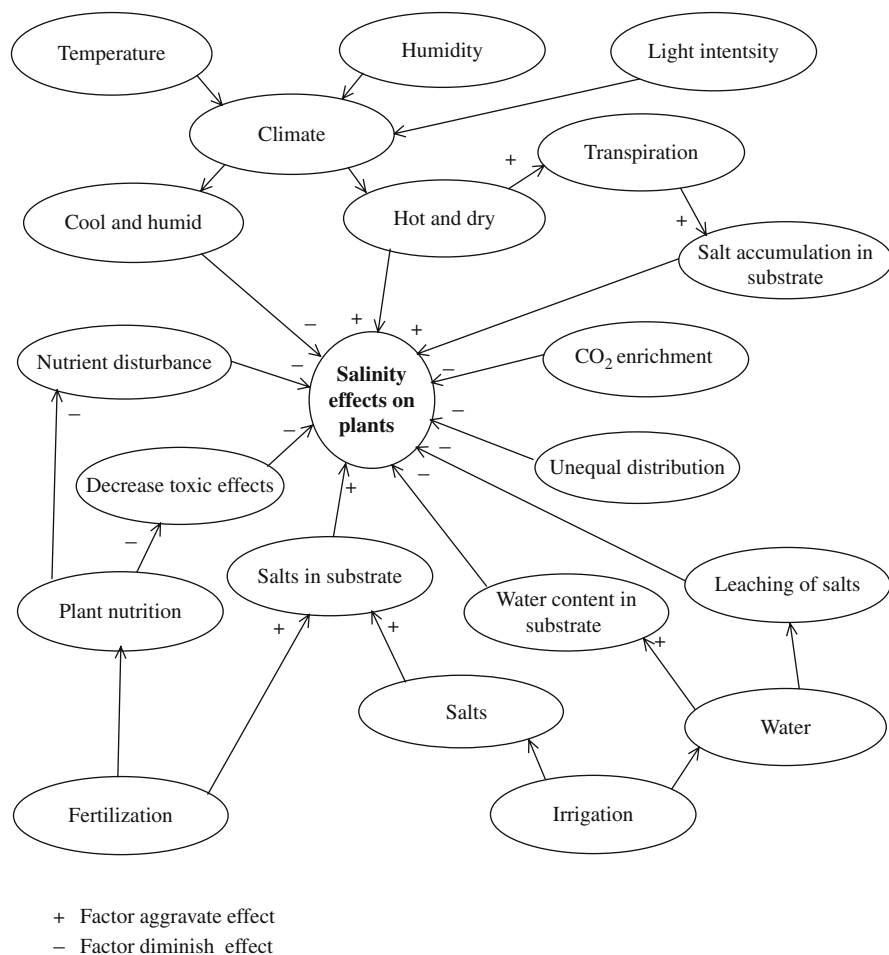 Temperature
Humidity
Light intentsity
Climate
Transpiration
+
Cool and humid
Hot and dry
+
Salt accumulation in
substrate
–
+
+
Nutrient disturbance
–
Salinity
effects on
plants
–
CO₂ enrichment
–
–
–
–
–
Unequal distribution
Decrease toxic effects
+
–
Salts in substrate
Water content in
substrate
Leaching of salts
Plant nutrition
+
+
+
Salts
Water
Fertilization
Irrigation
+ Factor aggravate effect
– Factor diminish effect